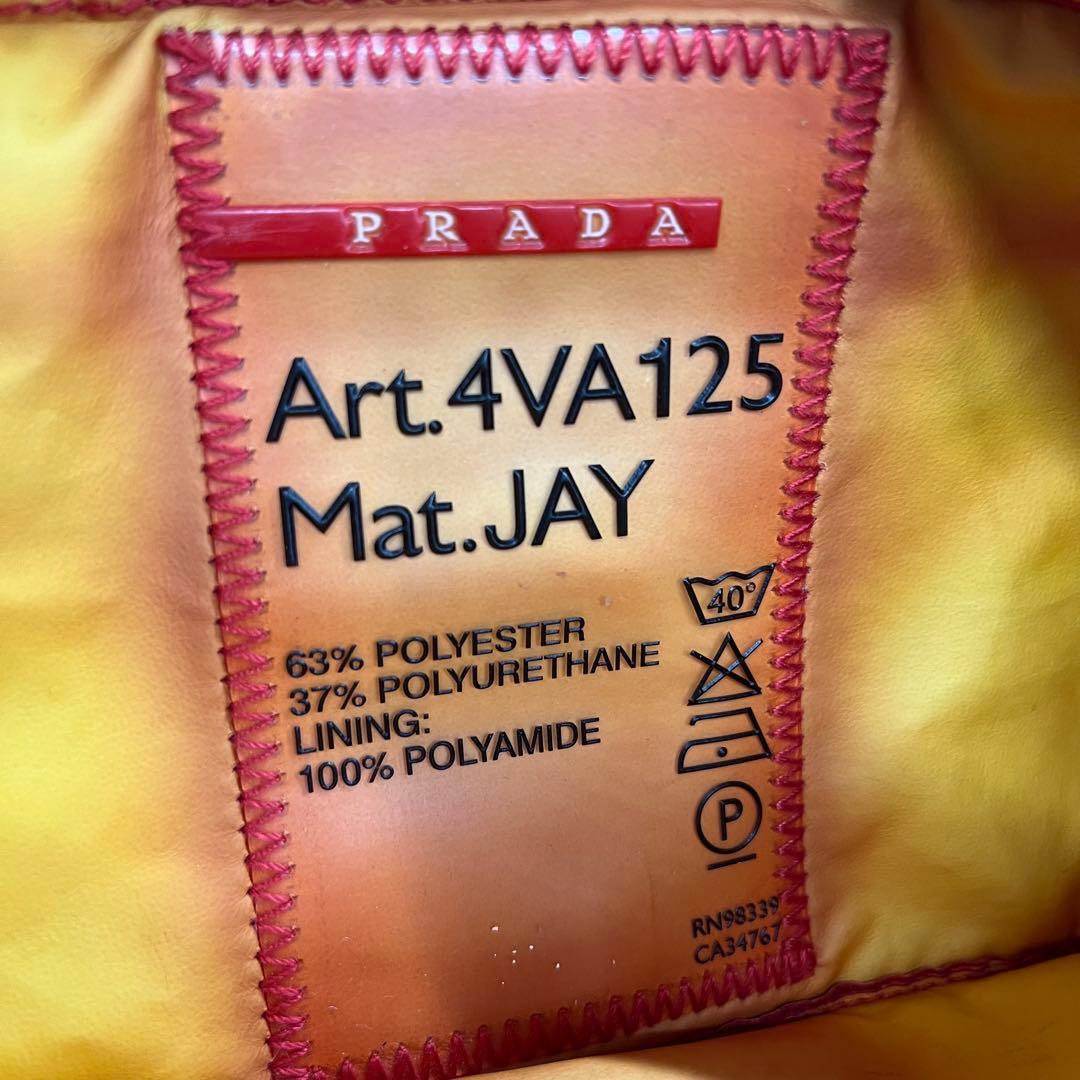 PRADA
Art.4VA125
Mat.JAY
40°
63% POLYESTER
37% POLYURETHANE
LINING:
100% POLYAMIDE
P
RN98339
CA34767